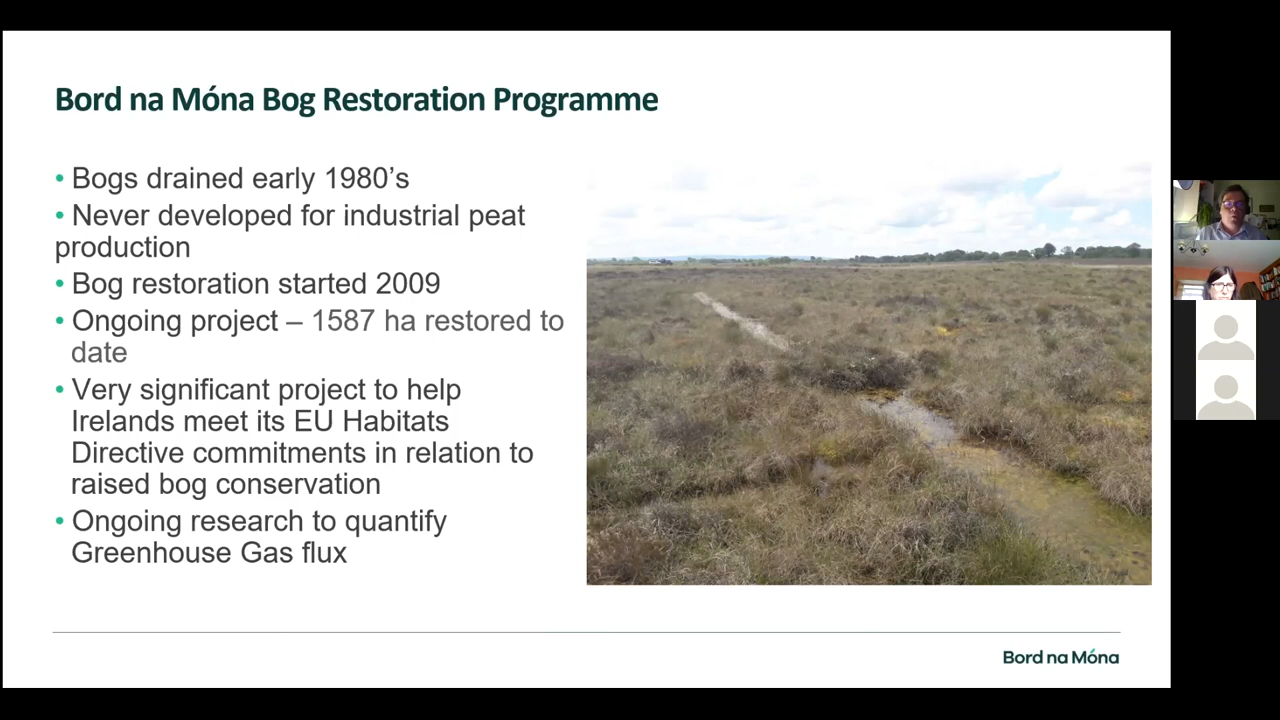 Bord na Móna Bog Restoration Programme
• Bogs drained early 1980’s
• Never developed for industrial peat
production
• Bog restoration started 2009
• Ongoing project – 1587 ha restored to
date
• Very significant project to help
Irelands meet its EU Habitats
Directive commitments in relation to
raised bog conservation
• Ongoing research to quantify
Greenhouse Gas flux
Bord na Móna